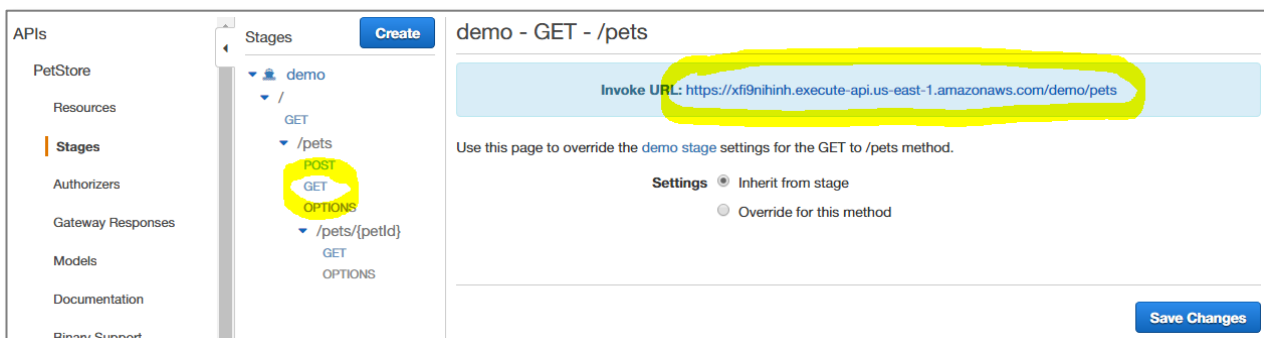 APIs
PetStore
Resources
Stages
Authorizers
Gateway Responses
Models
Documentation
Binary Support
Stages
Create
demo
/
GET
/pets
POST
GET
OPTIONS
/pets/{petId}
GET
OPTIONS
demo - GET - /pets
Invoke URL: https://xfi9nihinh.execute-api.us-east-1.amazonaws.com/demo/pets
Use this page to override the demo stage settings for the GET to /pets method.
Settings Inherit from stage
Override for this method
Save Changes